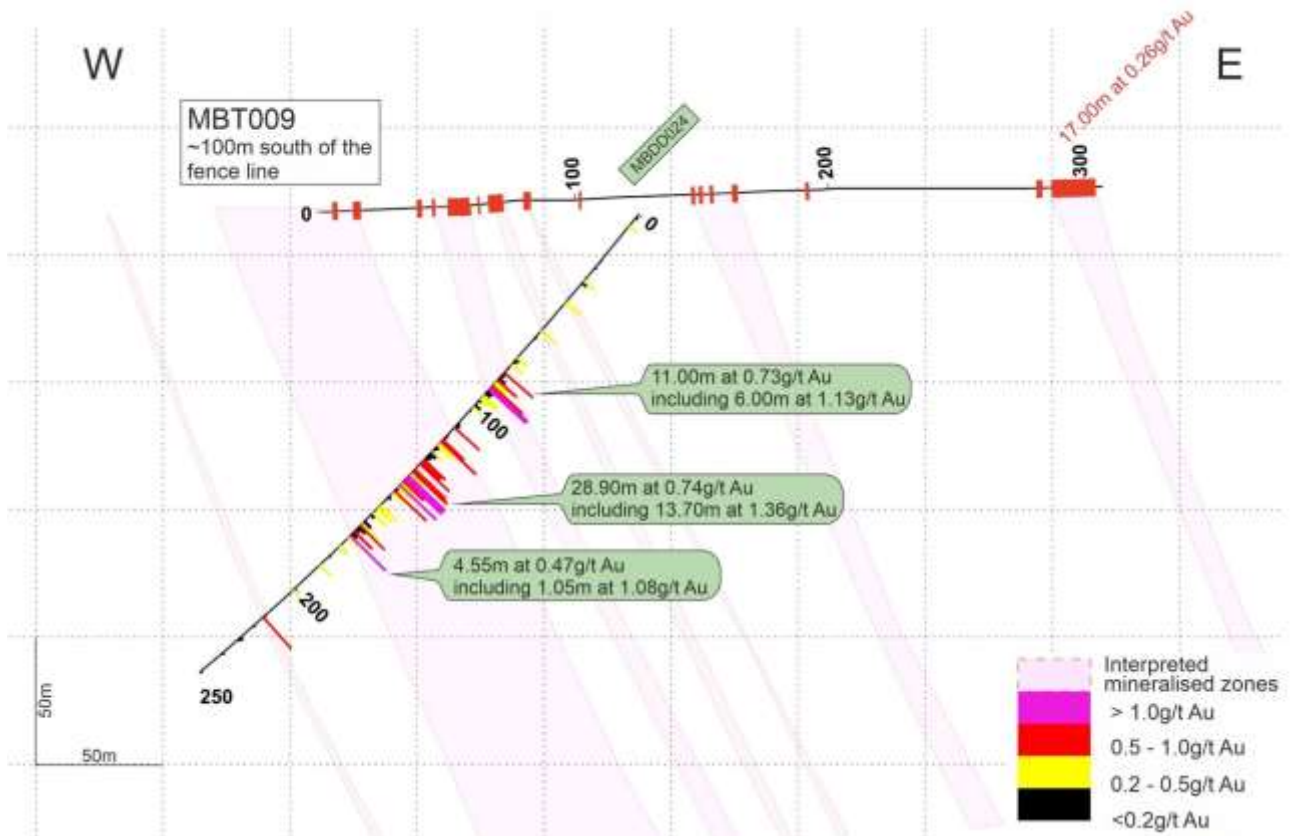 W
E
17.00m at 0.26g/t Au
MBT009
~100m south of the
fence line
MBDD024
0
100
200
300
0
11.00m at 0.73g/t Au
including 6.00m at 1.13g/t Au
100
28.90m at 0.74g/t Au
including 13.70m at 1.36g/t Au
4.55m at 0.47g/t Au
including 1.05m at 1.08g/t Au
200
250
50m
50m
Interpreted
mineralised zones
> 1.0g/t Au
0.5 - 1.0g/t Au
0.2 - 0.5g/t Au
<0.2g/t Au